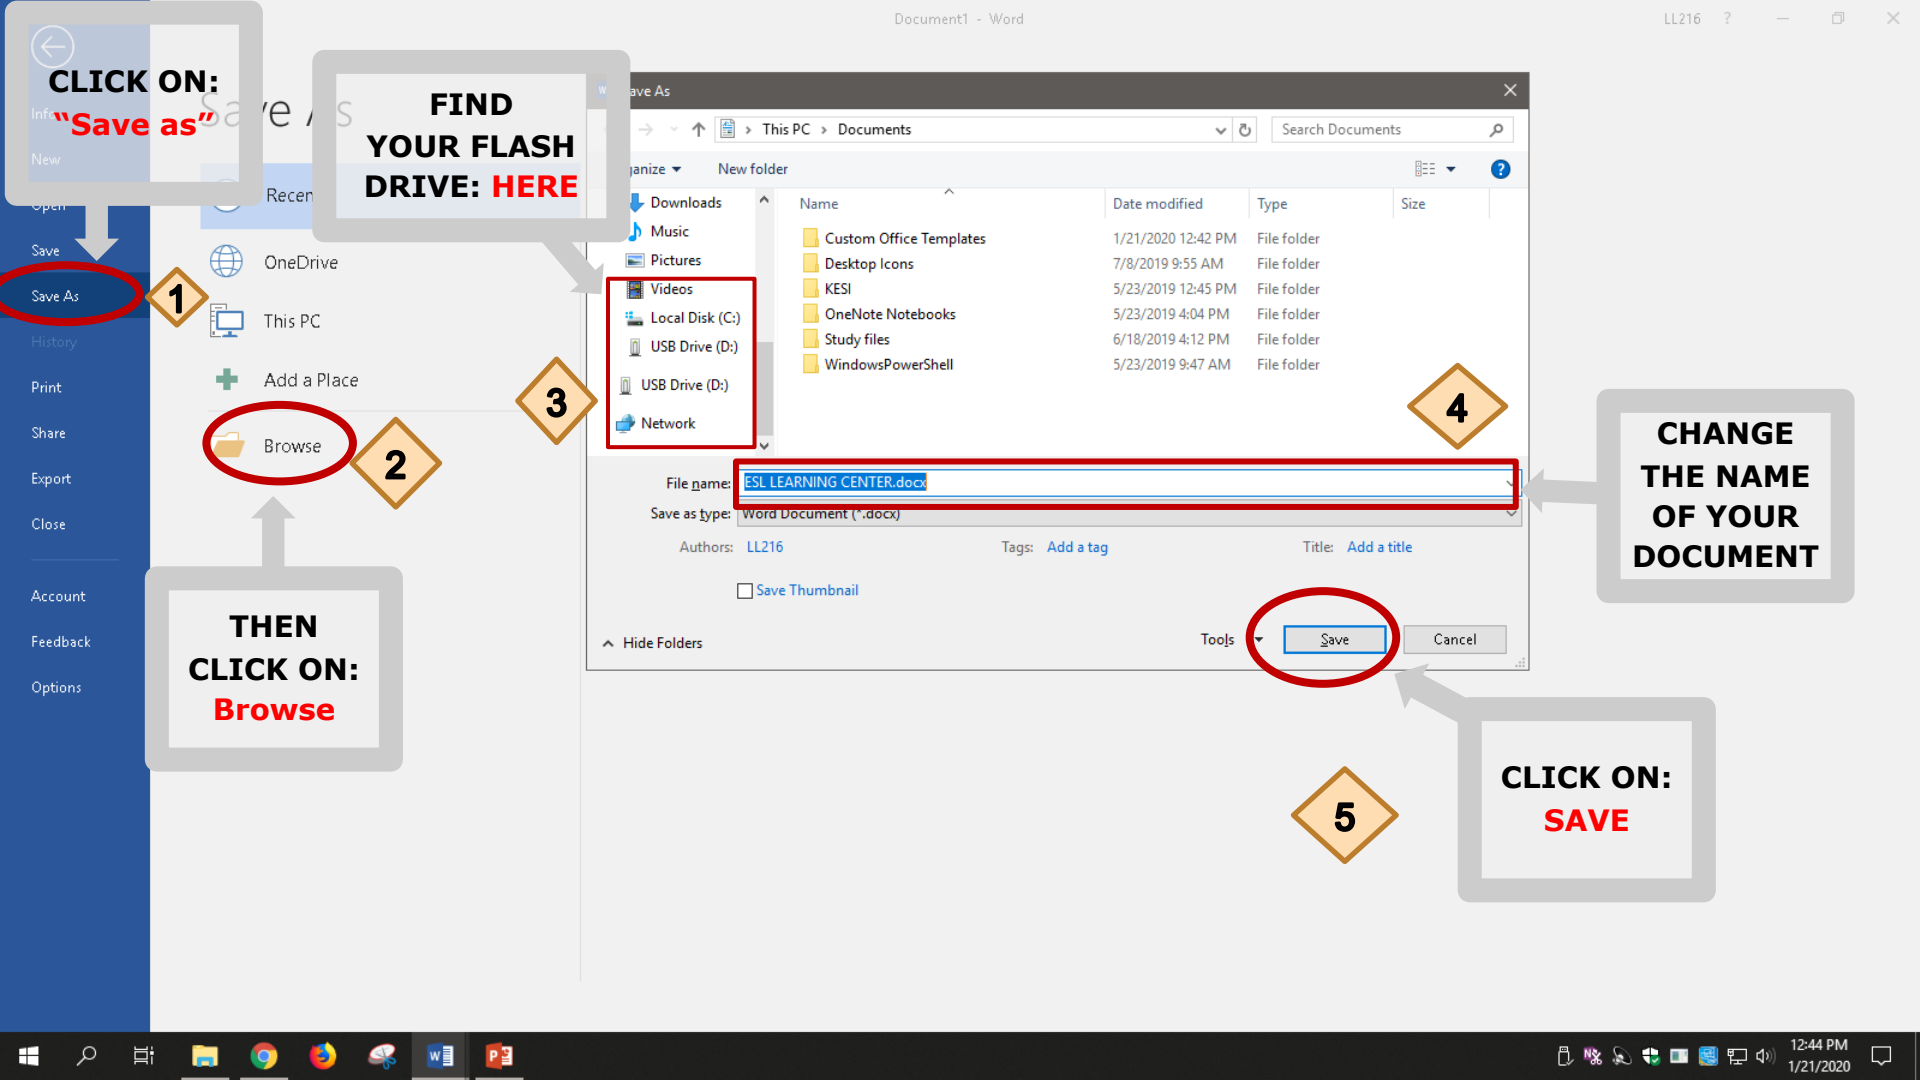 Document1 - Word
LL216 ?
CLICK ON:
“Save as”
Info
New
Open
Save
Save As
History
Print
Share
Export
Close
Account
Feedback
Options
Save As
Recen
OneDrive
This PC
Add a Place
Browse
1
2
THEN
CLICK ON:
Browse
FIND
YOUR FLASH
DRIVE: HERE
3
ave As
This PC › Documents
Search Documents
ganize
New folder
Downloads
Music
Pictures
Videos
Local Disk (C:)
USB Drive (D:)
USB Drive (D:)
Network
Name Date modified Type Size
Custom Office Templates 1/21/2020 12:42 PM File folder
Desktop Icons 7/8/2019 9:55 AM File folder
KESI 5/23/2019 12:45 PM File folder
OneNote Notebooks 5/23/2019 4:04 PM File folder
Study files 6/18/2019 4:12 PM File folder
WindowsPowerShell 5/23/2019 9:47 AM File folder
4
File name: ESL LEARNING CENTER.docx
Save as type: Word Document (*.docx)
Authors: LL216 Tags: Add a tag Title: Add a title
Save Thumbnail
Hide Folders
Tools Save Cancel
CHANGE
THE NAME
OF YOUR
DOCUMENT
5
CLICK ON:
SAVE
12:44 PM
1/21/2020